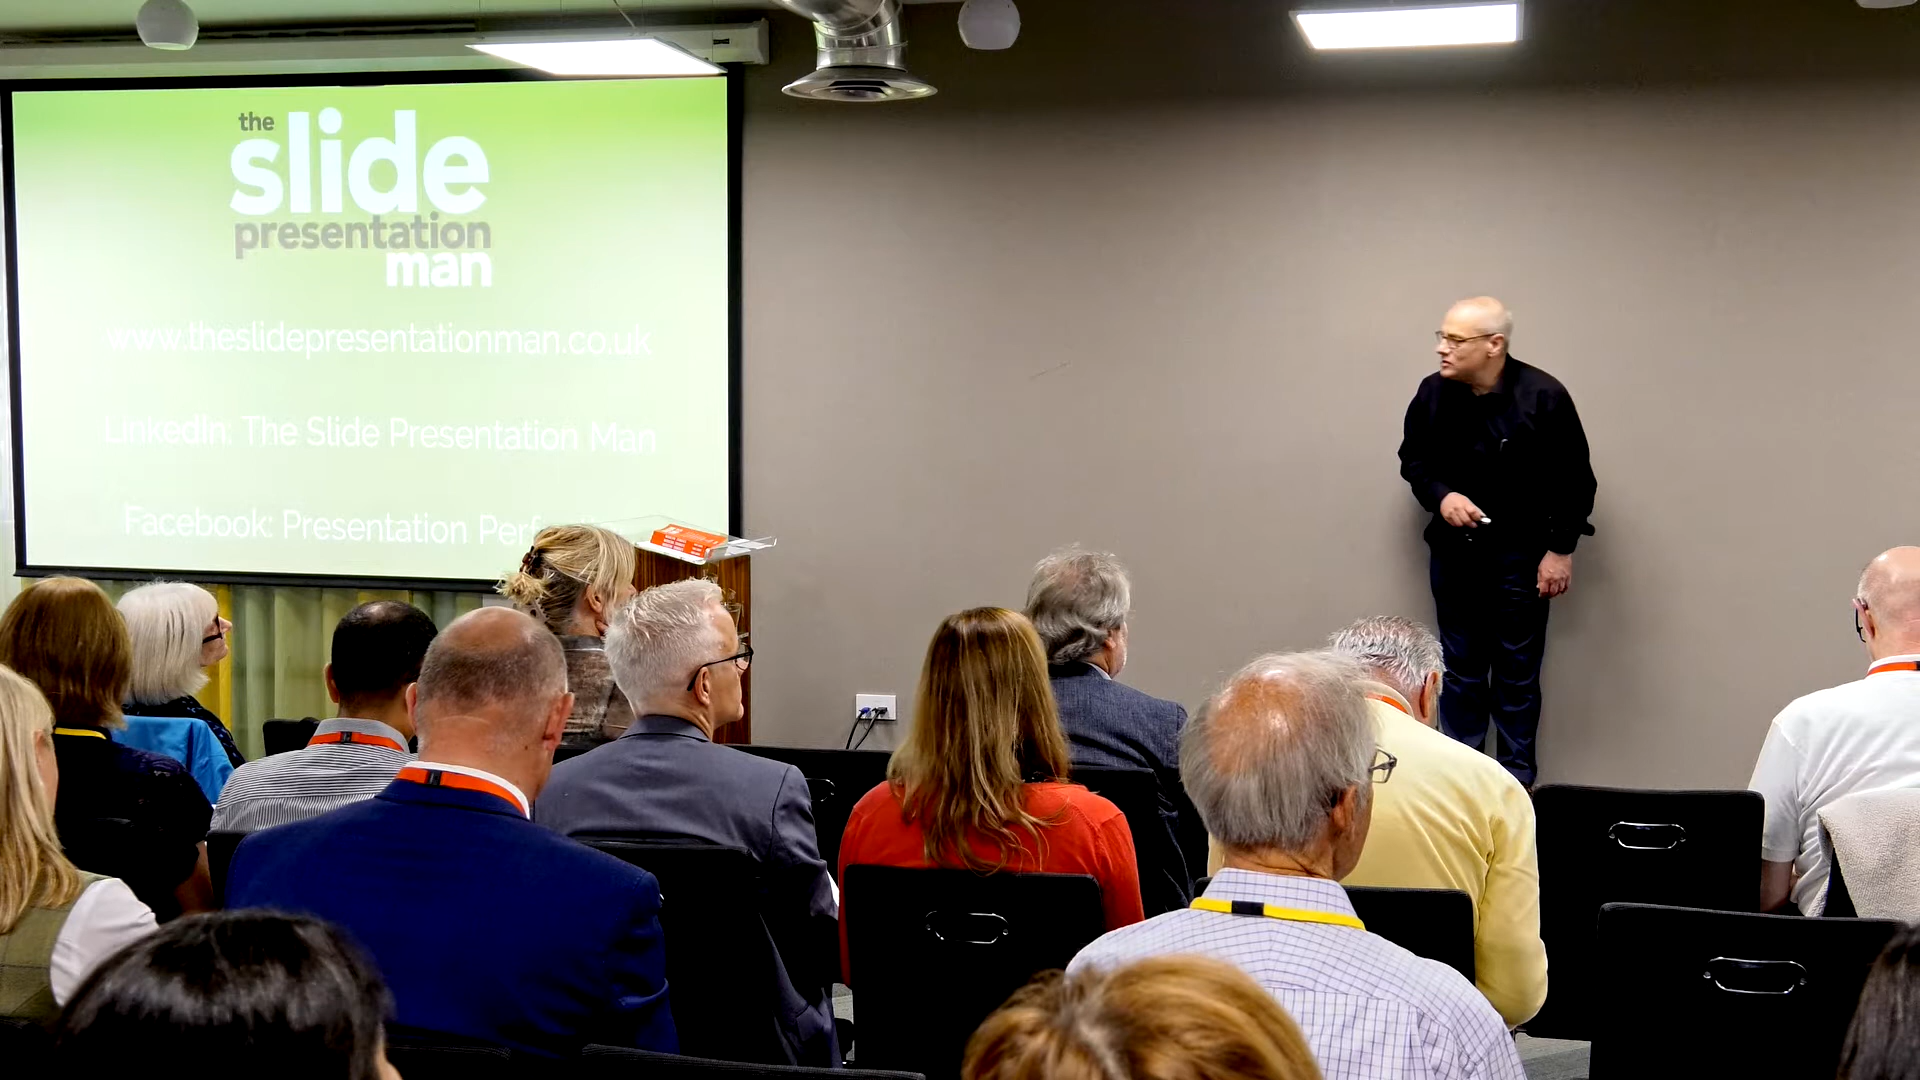 the
slide
presentation
man
www.theslidepresentationman.co.uk
LinkedIn: The Slide Presentation Man
Facebook: Presentation